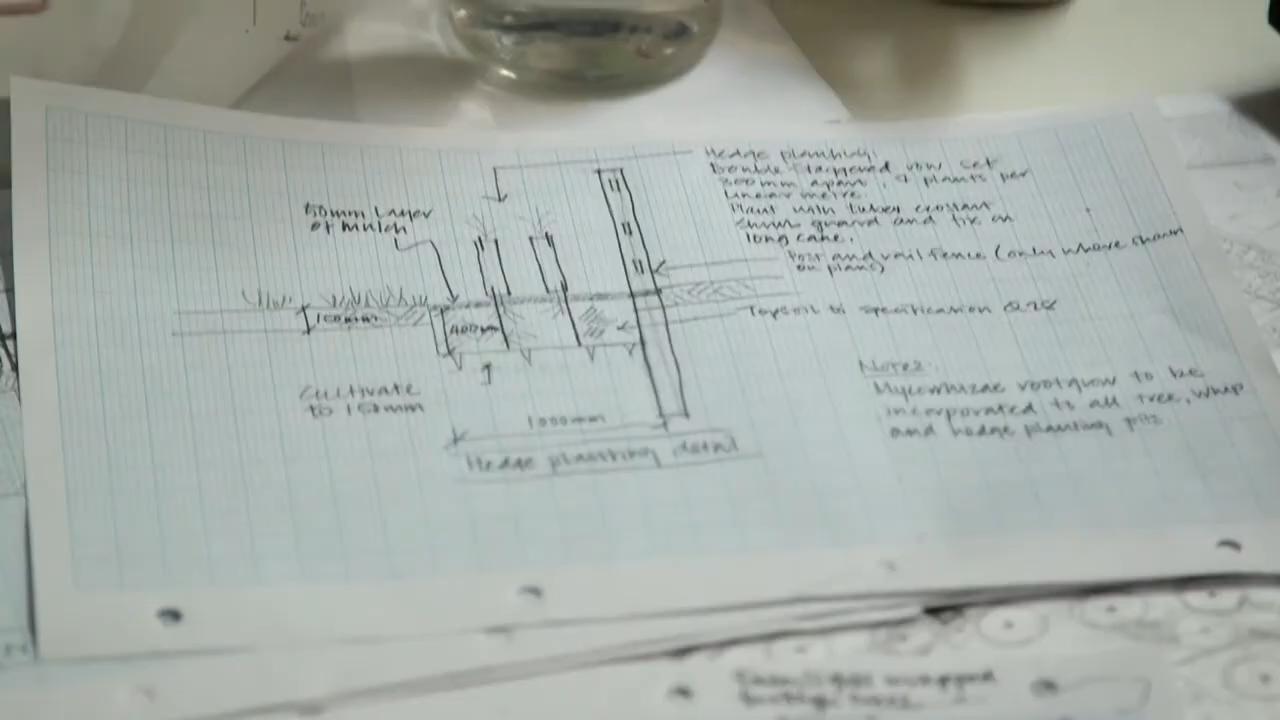 Hedge planting:
Double staggered row set
300mm apart, 7 plants per
linear metre.
Plant with tubex
shrub guard and fix on
long cane.
50mm Layer
of Mulch
Post and rail fence (only where shown
on plans)
Topsoil to specification Q28
150mm
400mm
Cultivate
to 150mm
1000mm
Hedge planting detail
Notes:
Mycorrhizae rootgrow to be
incorporated to all tree, whip
and hedge planting pits